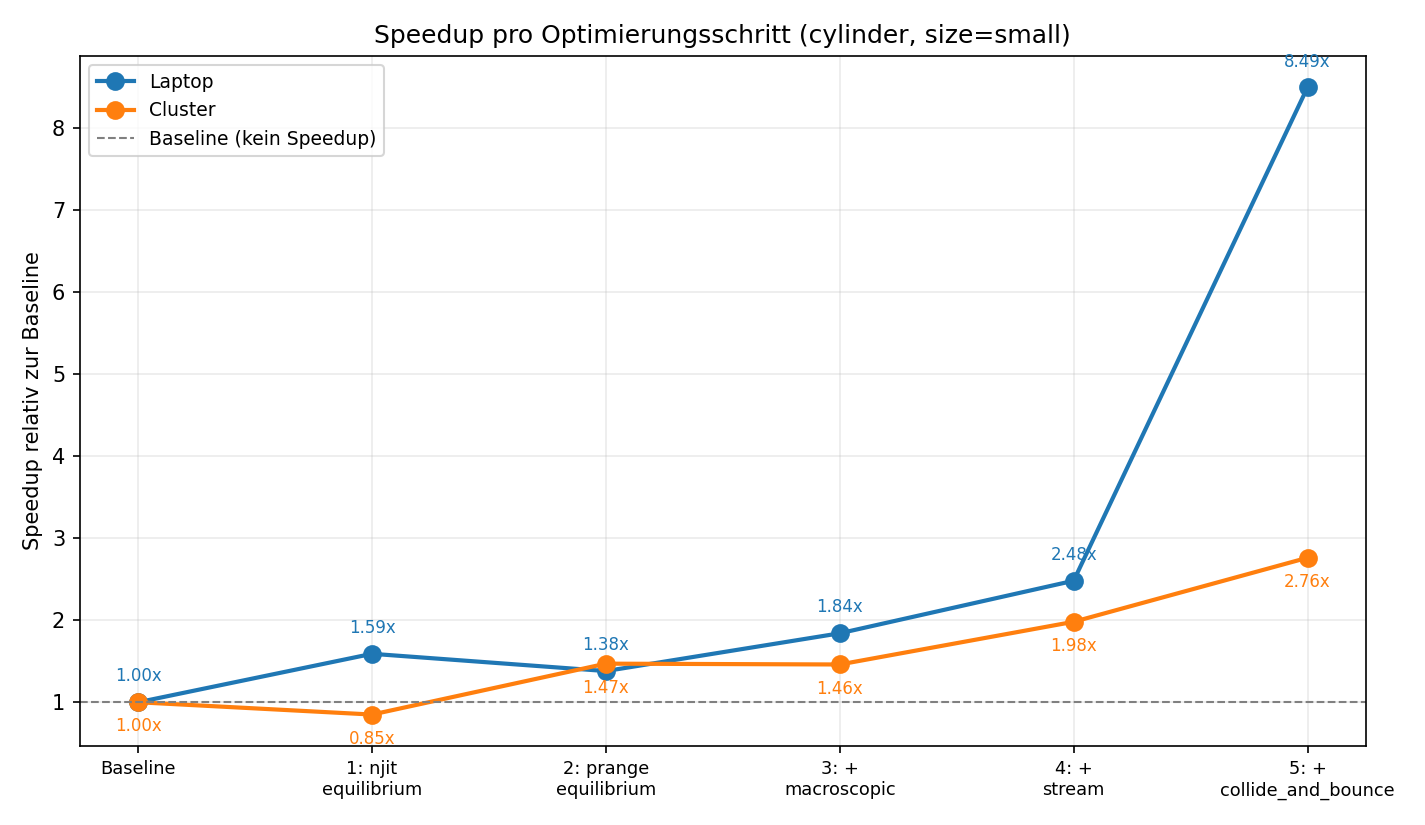 Speedup pro Optimierungsschritt (cylinder, size=small)
Laptop
Cluster
Baseline (kein Speedup)
Speedup relativ zur Baseline
8
7
6
5
4
3
2
1
1.00x
1.59x
1.38x
1.84x
2.48x
8.49x
1.00x
0.85x
1.47x
1.46x
1.98x
2.76x
Baseline
1: njit
equilibrium
2: prange
equilibrium
3: +
macroscopic
4: +
stream
5: +
collide_and_bounce